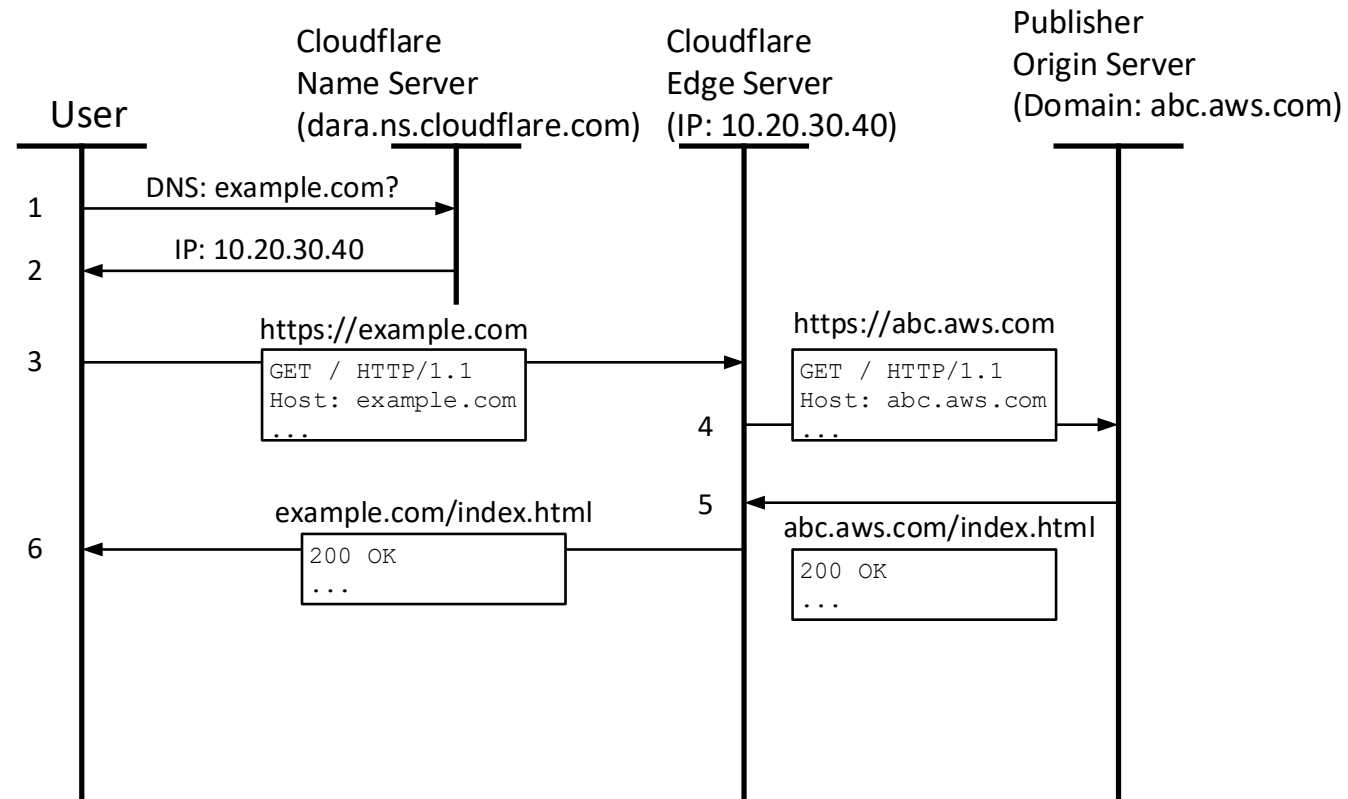 User
Cloudflare
Name Server
(dara.ns.cloudflare.com)
Cloudflare
Edge Server
(IP: 10.20.30.40)
Publisher
Origin Server
(Domain: abc.aws.com)
1
DNS: example.com?
2
IP: 10.20.30.40
3
https://example.com
GET / HTTP/1.1
Host: example.com
...
4
https://abc.aws.com
GET / HTTP/1.1
Host: abc.aws.com
...
5
abc.aws.com/index.html
200 OK
...
6
example.com/index.html
200 OK
...